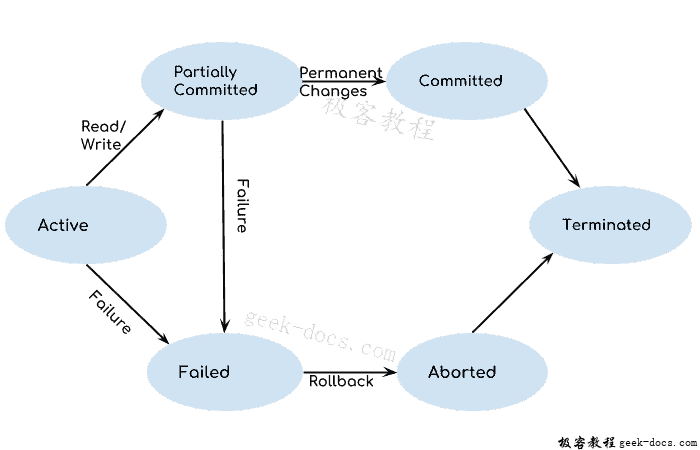 Partially
Committed
Permanent
Changes
Committed
极客教程
Read/
Write
Failure
Active
Terminated
Failure
geek-docs.com
Failed
Rollback
Aborted
极客教程 geek-docs.com